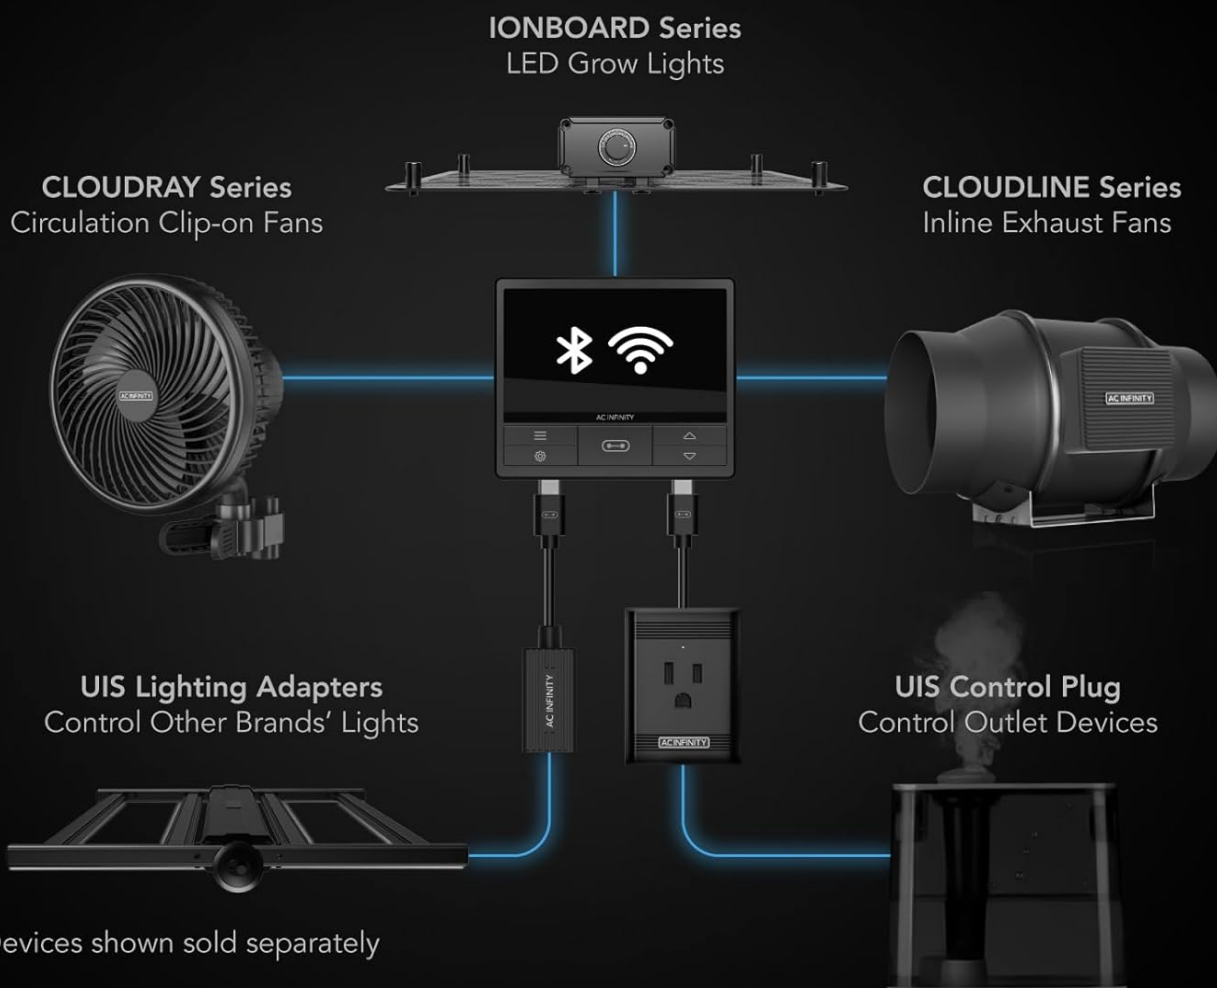 IONBOARD Series
LED Grow Lights
CLOUDRAY Series
Circulation Clip-on Fans
CLOUDLINE Series
Inline Exhaust Fans
AC INFINITY
AC INFINITY
AC INFINITY
UIS Lighting Adapters
Control Other Brands' Lights
AC INFINITY
AC INFINITY
UIS Control Plug
Control Outlet Devices
Devices shown sold separately